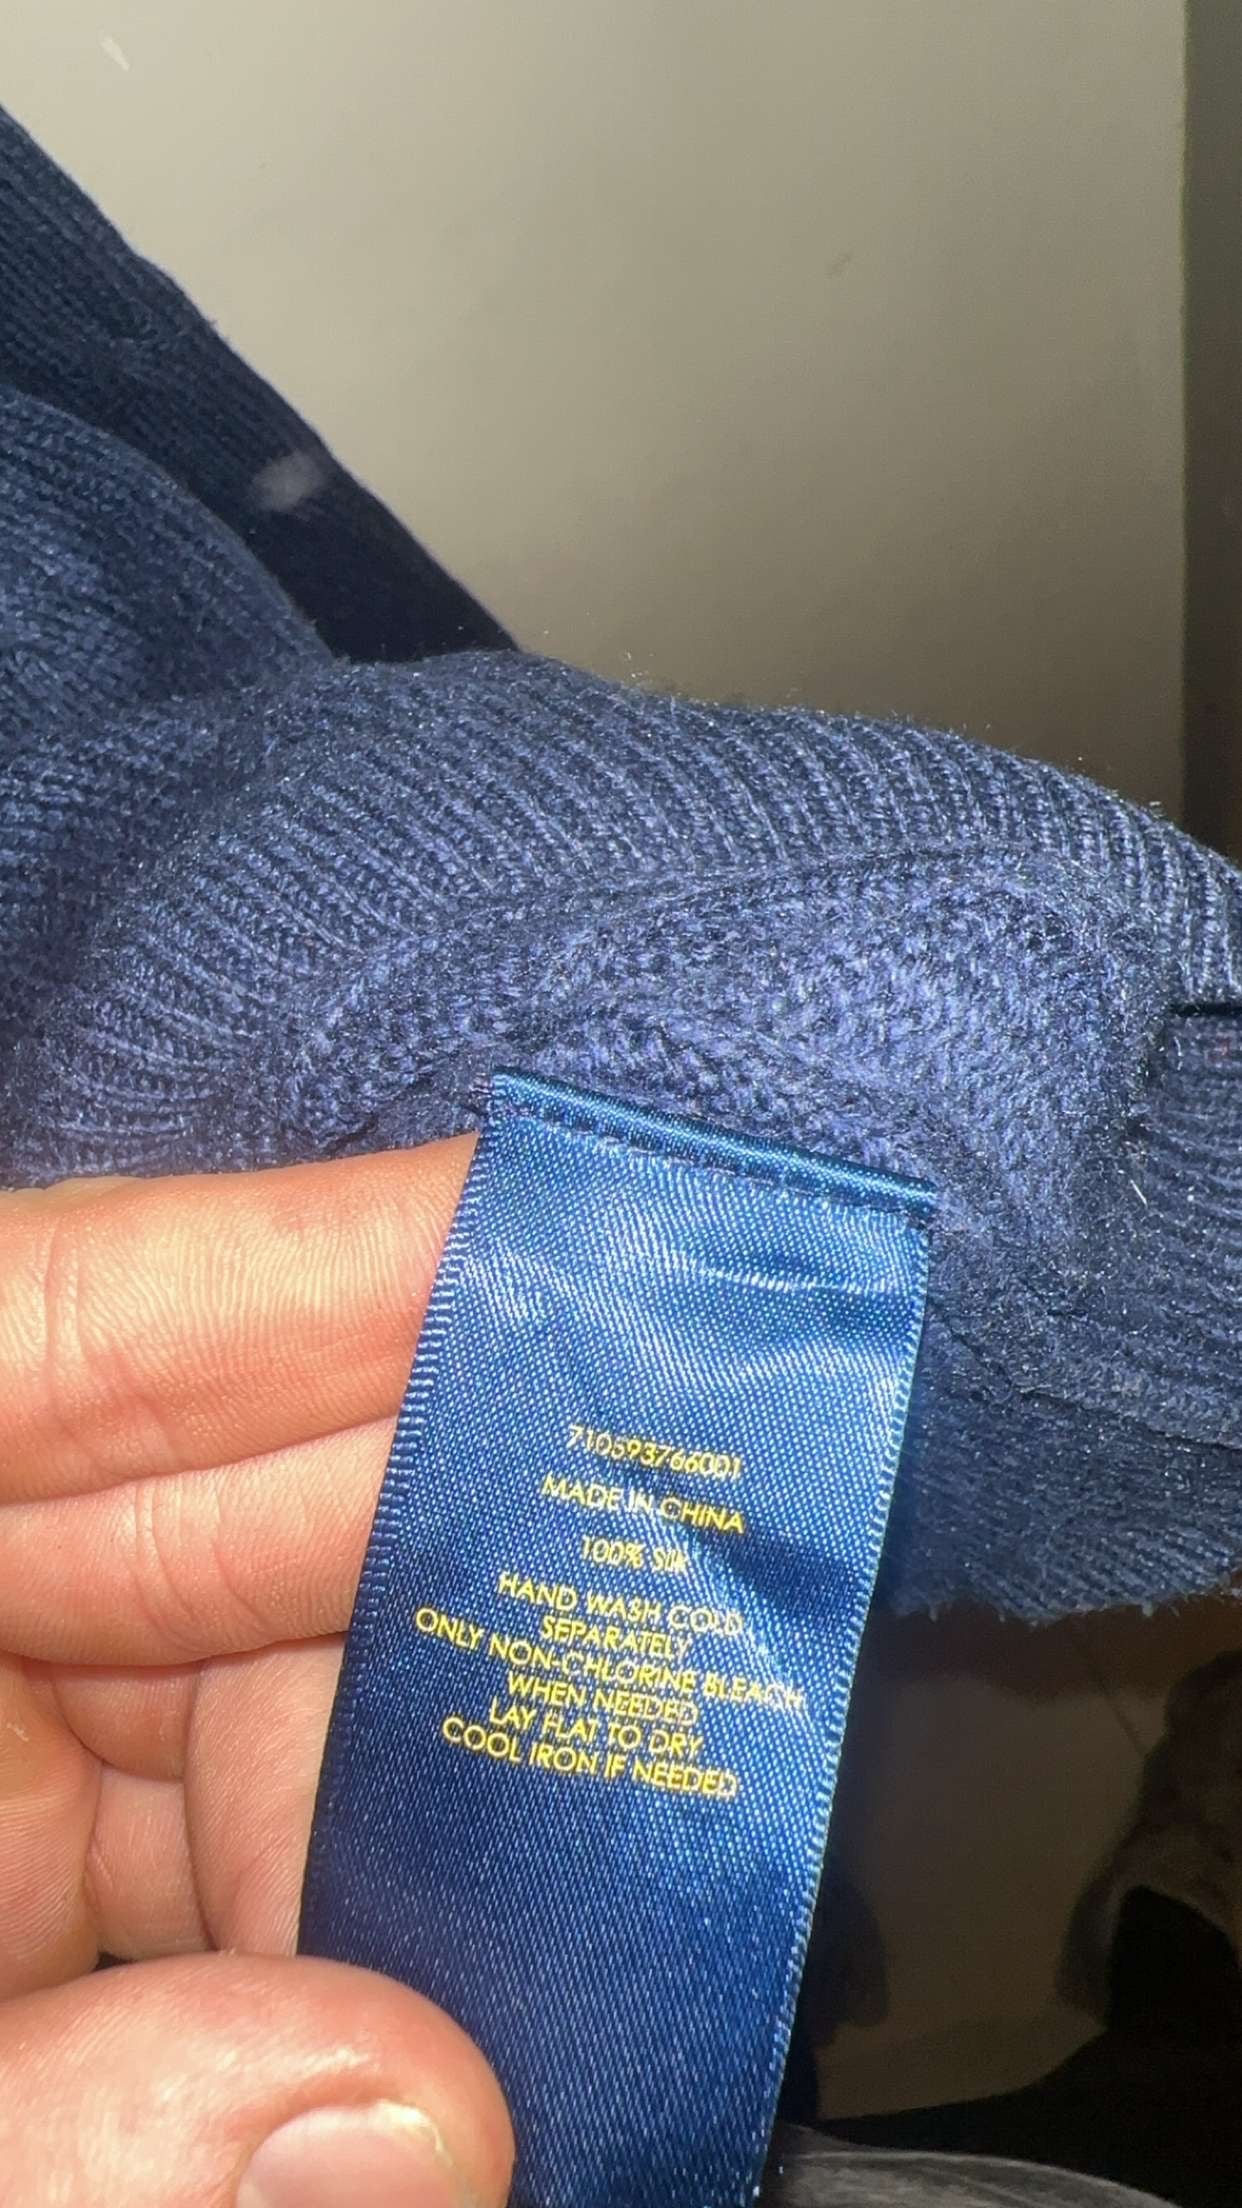 710693766001
MADE IN CHINA
100% SILK
HAND WASH COLD
SEPARATELY
ONLY NON-CHLORINE BLEACH
WHEN NEEDED
LAY FLAT TO DRY
COOL IRON IF NEEDED